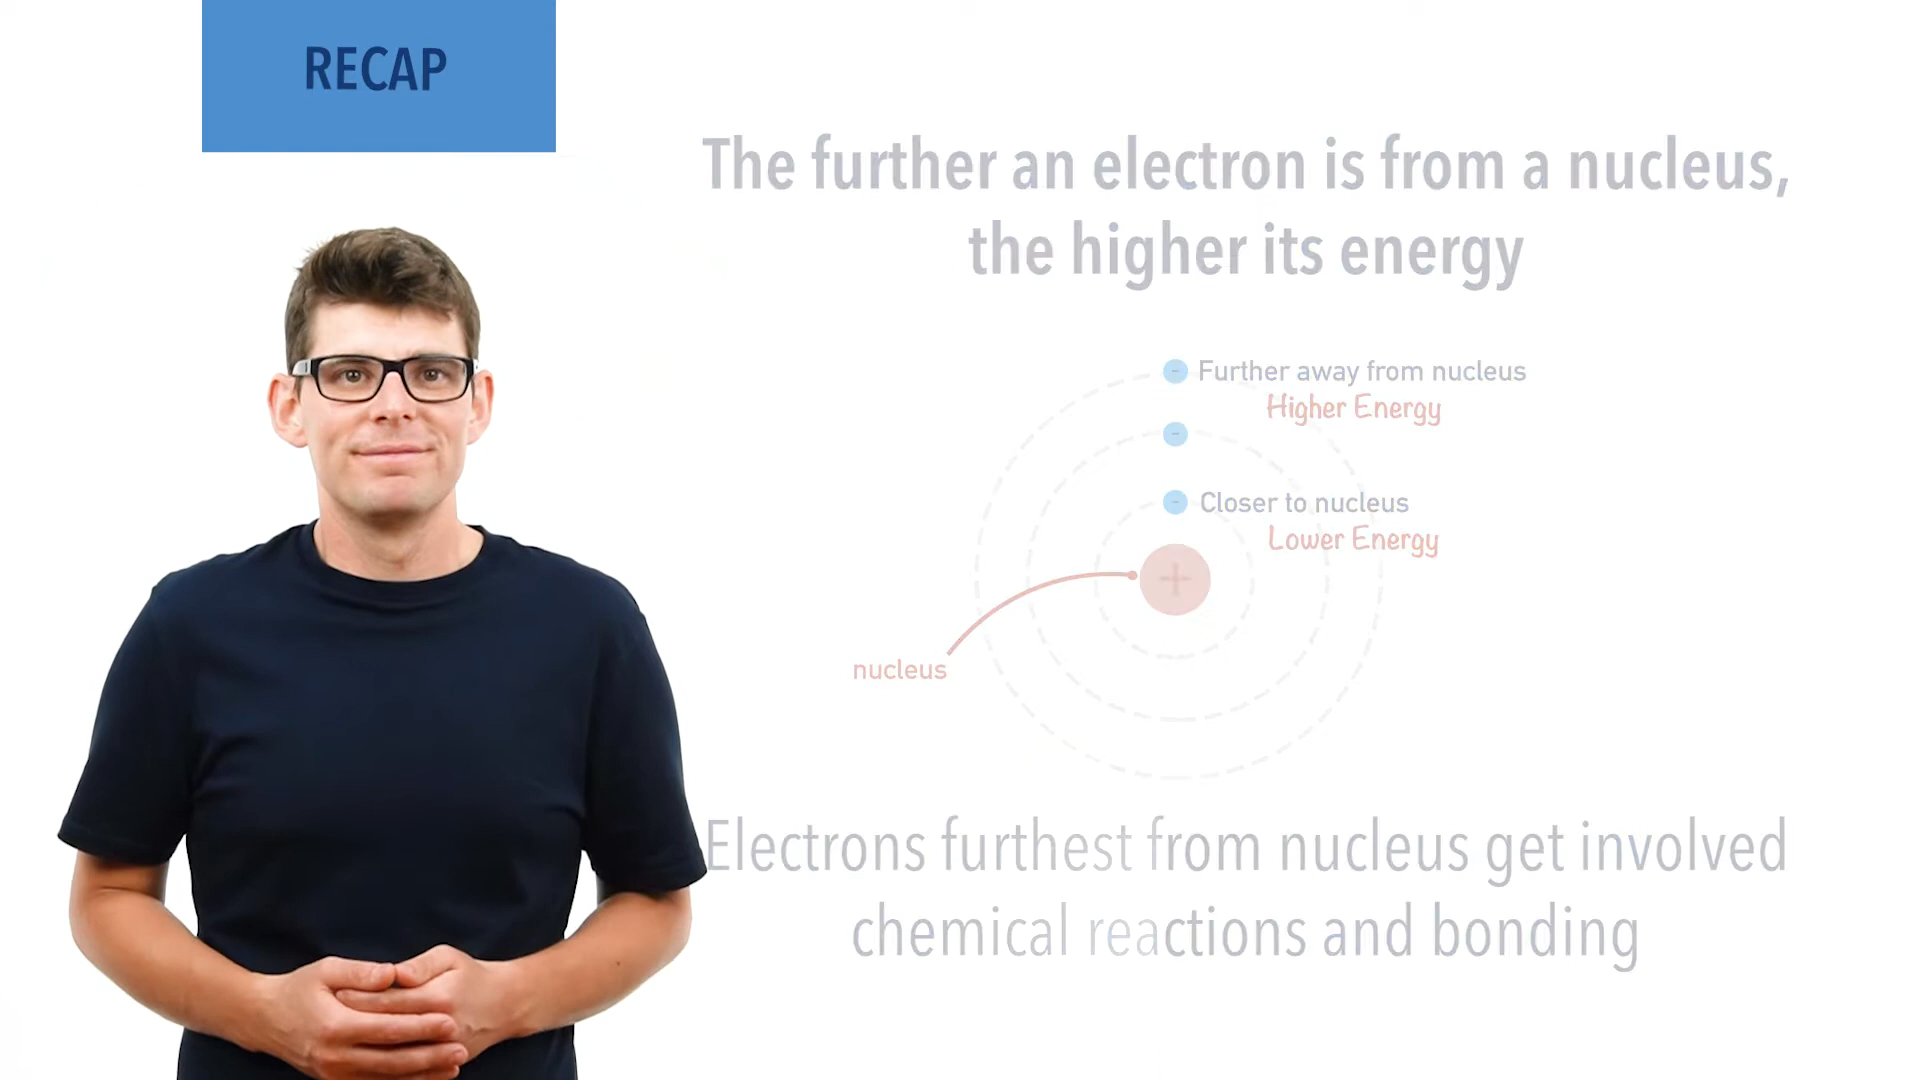 RECAP
The further an electron is from a nucleus,
the higher its energy
- Further away from nucleus
Higher Energy
-
- Closer to nucleus
Lower Energy
+
nucleus
Electrons furthest from nucleus get involved
chemical reactions and bonding